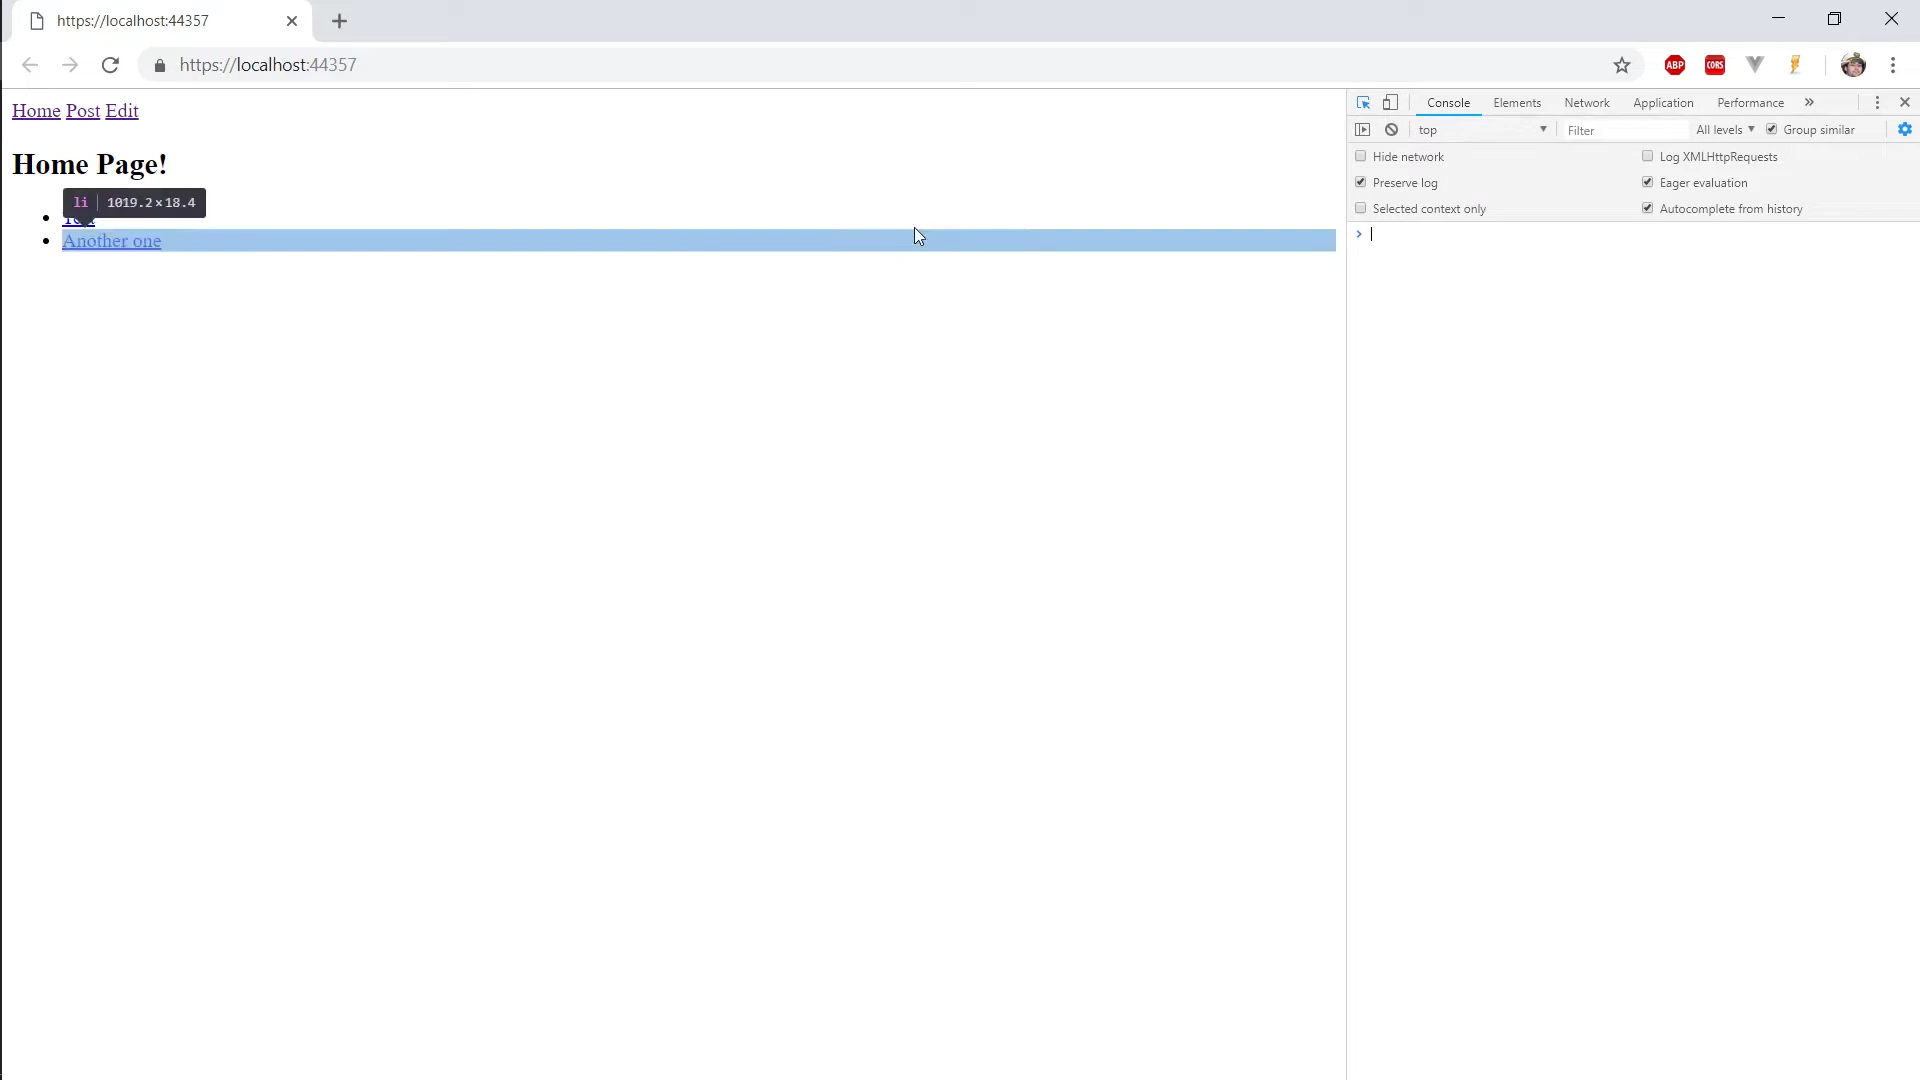 https://localhost:44357
https://localhost:44357
ABP
CORS
Home Post Edit
Home Page!
li 1019.2×18.4
Another one
Console Elements Network Application Performance »
top Filter All levels Group similar
Hide network Log XMLHttpRequests
Preserve log Eager evaluation
Selected context only Autocomplete from history